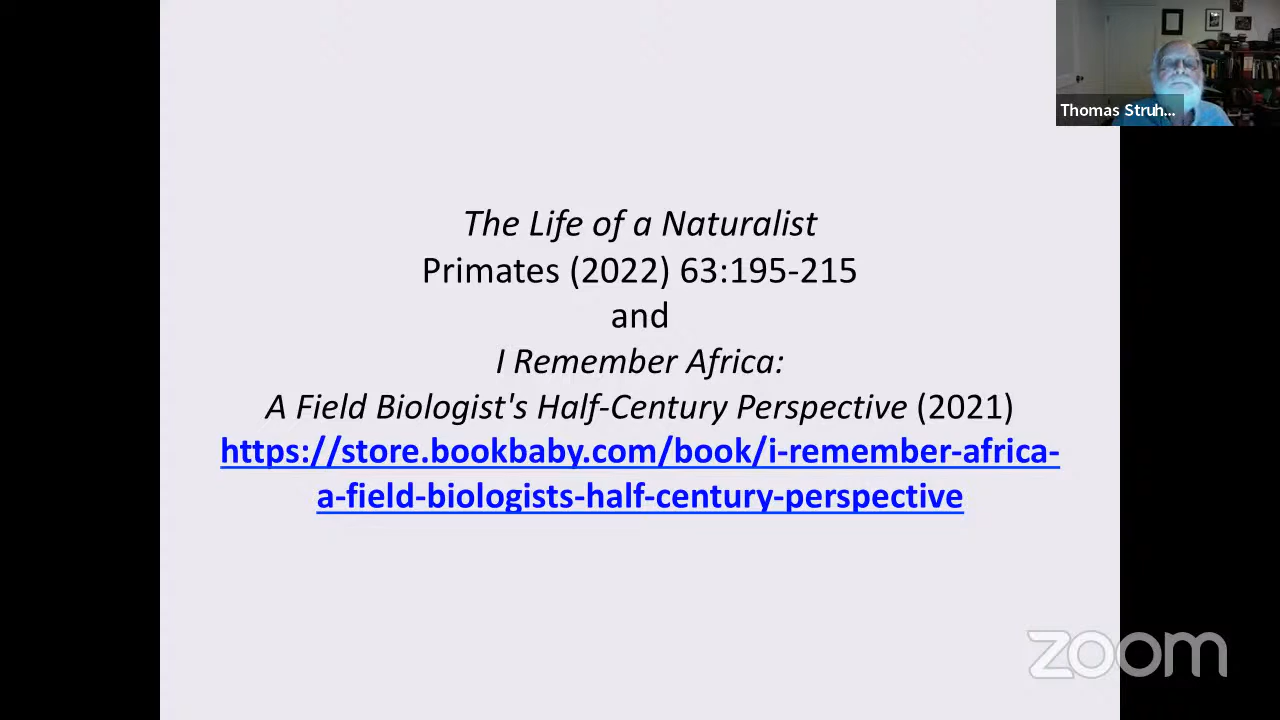 Thomas Struh...
The Life of a Naturalist
Primates (2022) 63:195-215
and
I Remember Africa:
A Field Biologist's Half-Century Perspective (2021)
https://store.bookbaby.com/book/i-remember-africa-
a-field-biologists-half-century-perspective
zoom